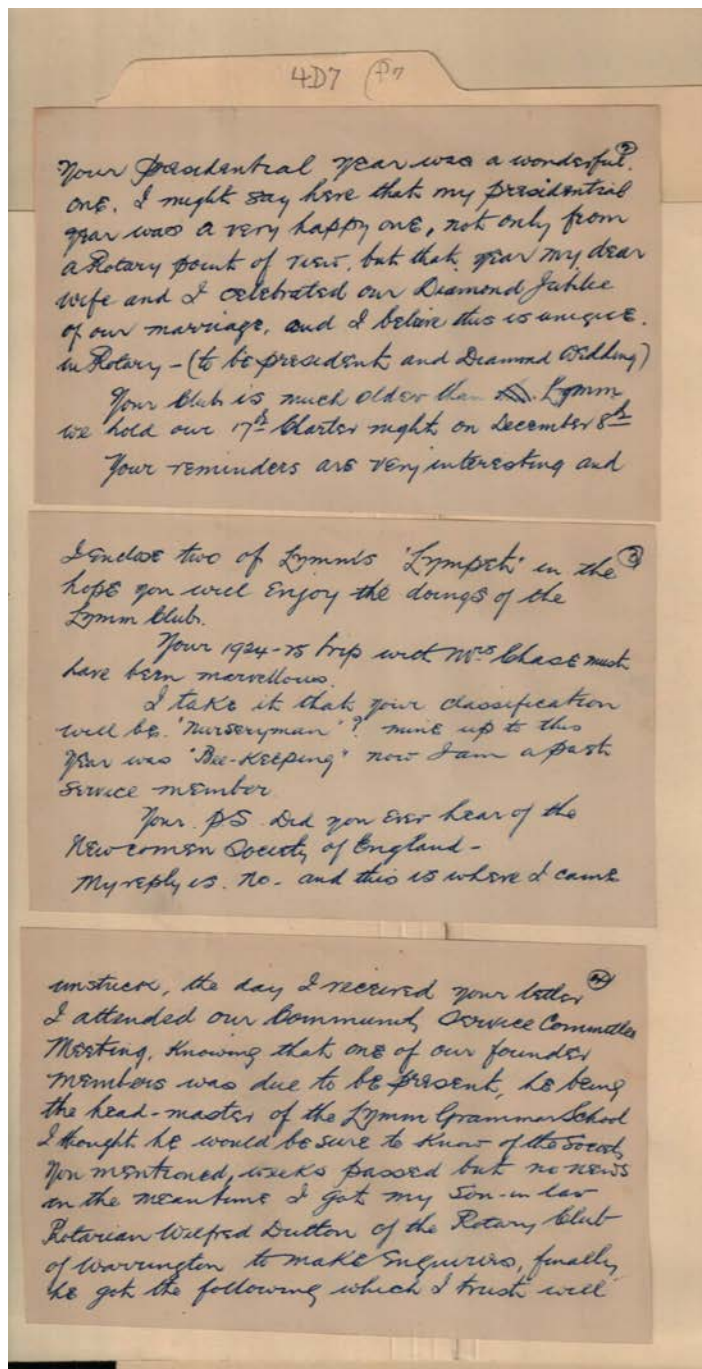 4D7 (P7
Your presidential year was a wonderful. ②
one. I might say here that my presidential
year was a very happy one, not only from
a Rotary point of view, but that year my dear
wife and I celebrated our Diamond Jubilee
of our marriage, and I believe this is unique.
in Rotary - (to be president and Diamond Wedding)
Your Club is much older than Lymm
we hold our 17th Charter night on December 8th
Your reminders are very interesting and
I enclose two of Lymm's 'Lympet' in the ③
hope you will enjoy the doings of the
Lymm Club.
Your 1924-25 trip with Mrs Chase must
have been marvellous.
I take it that your classification
will be. "Nurseryman"? mine up to this
year was "Bee-Keeping" now I am a past
service member
Your. P.S. Did you ever hear of the
Newcomen Society of England -
My reply is. No - and this is where I came
unstuck, the day I received your letter ④
I attended our Community Service Committee
Meeting, Knowing that one of our founder
members was due to be present, he being
the head-master of the Lymm Grammar School
I thought he would be sure to know of the Society
you mentioned, weeks passed but no news
in the meantime I got my son-in-law
Rotarian Wilfred Dutton of the Rotary Club
of Warrington to make enquiries, finally
he got the following which I trust will